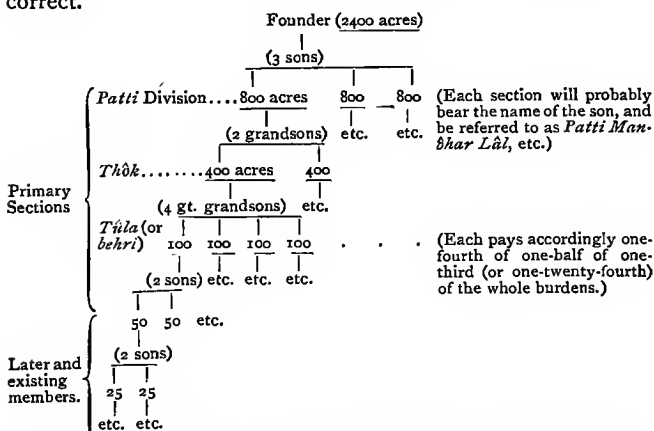 correct.
Founder (2400 acres)
(3 sons)
Patti Division.... 800 acres 800 — 800 (Each section will probably
bear the name of the son, and
be referred to as Patti Man-
ôhar Lâl, etc.)
(2 grandsons) etc. etc.
Thôk......... 400 acres 400
Primary
Sections
(4 gt. grandsons) etc.
Tûla (or
behri) 100 100 100 100 . . . (Each pays accordingly one-
fourth of one-half of one-
third (or one-twenty-fourth)
of the whole burdens.)
(2 sons) etc. etc. etc.
50 50 etc.
Later and
existing
members.
(2 sons)
25 25
etc. etc.